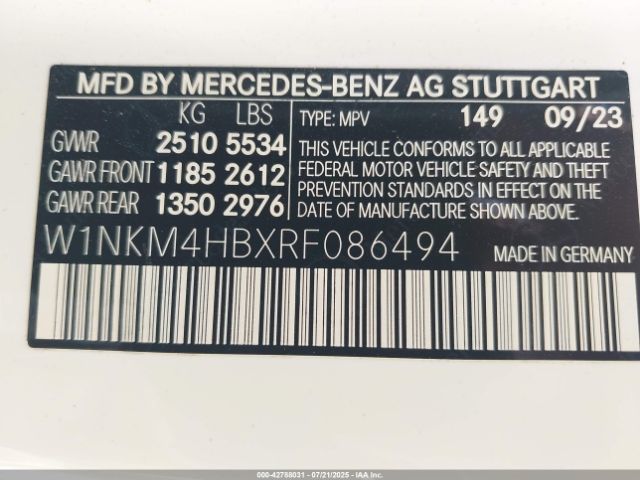 MFD BY MERCEDES-BENZ AG STUTTGART
KG LBS
GVWR 2510 5534
GAWR FRONT 1185 2612
GAWR REAR 1350 2976
TYPE: MPV 149 09/23
THIS VEHICLE CONFORMS TO ALL APPLICABLE
FEDERAL MOTOR VEHICLE SAFETY AND THEFT
PREVENTION STANDARDS IN EFFECT ON THE
DATE OF MANUFACTURE SHOWN ABOVE.
W1NKM4HBXRF086494
MADE IN GERMANY
000-42788031 - 07/21/2025 - IAA Inc.